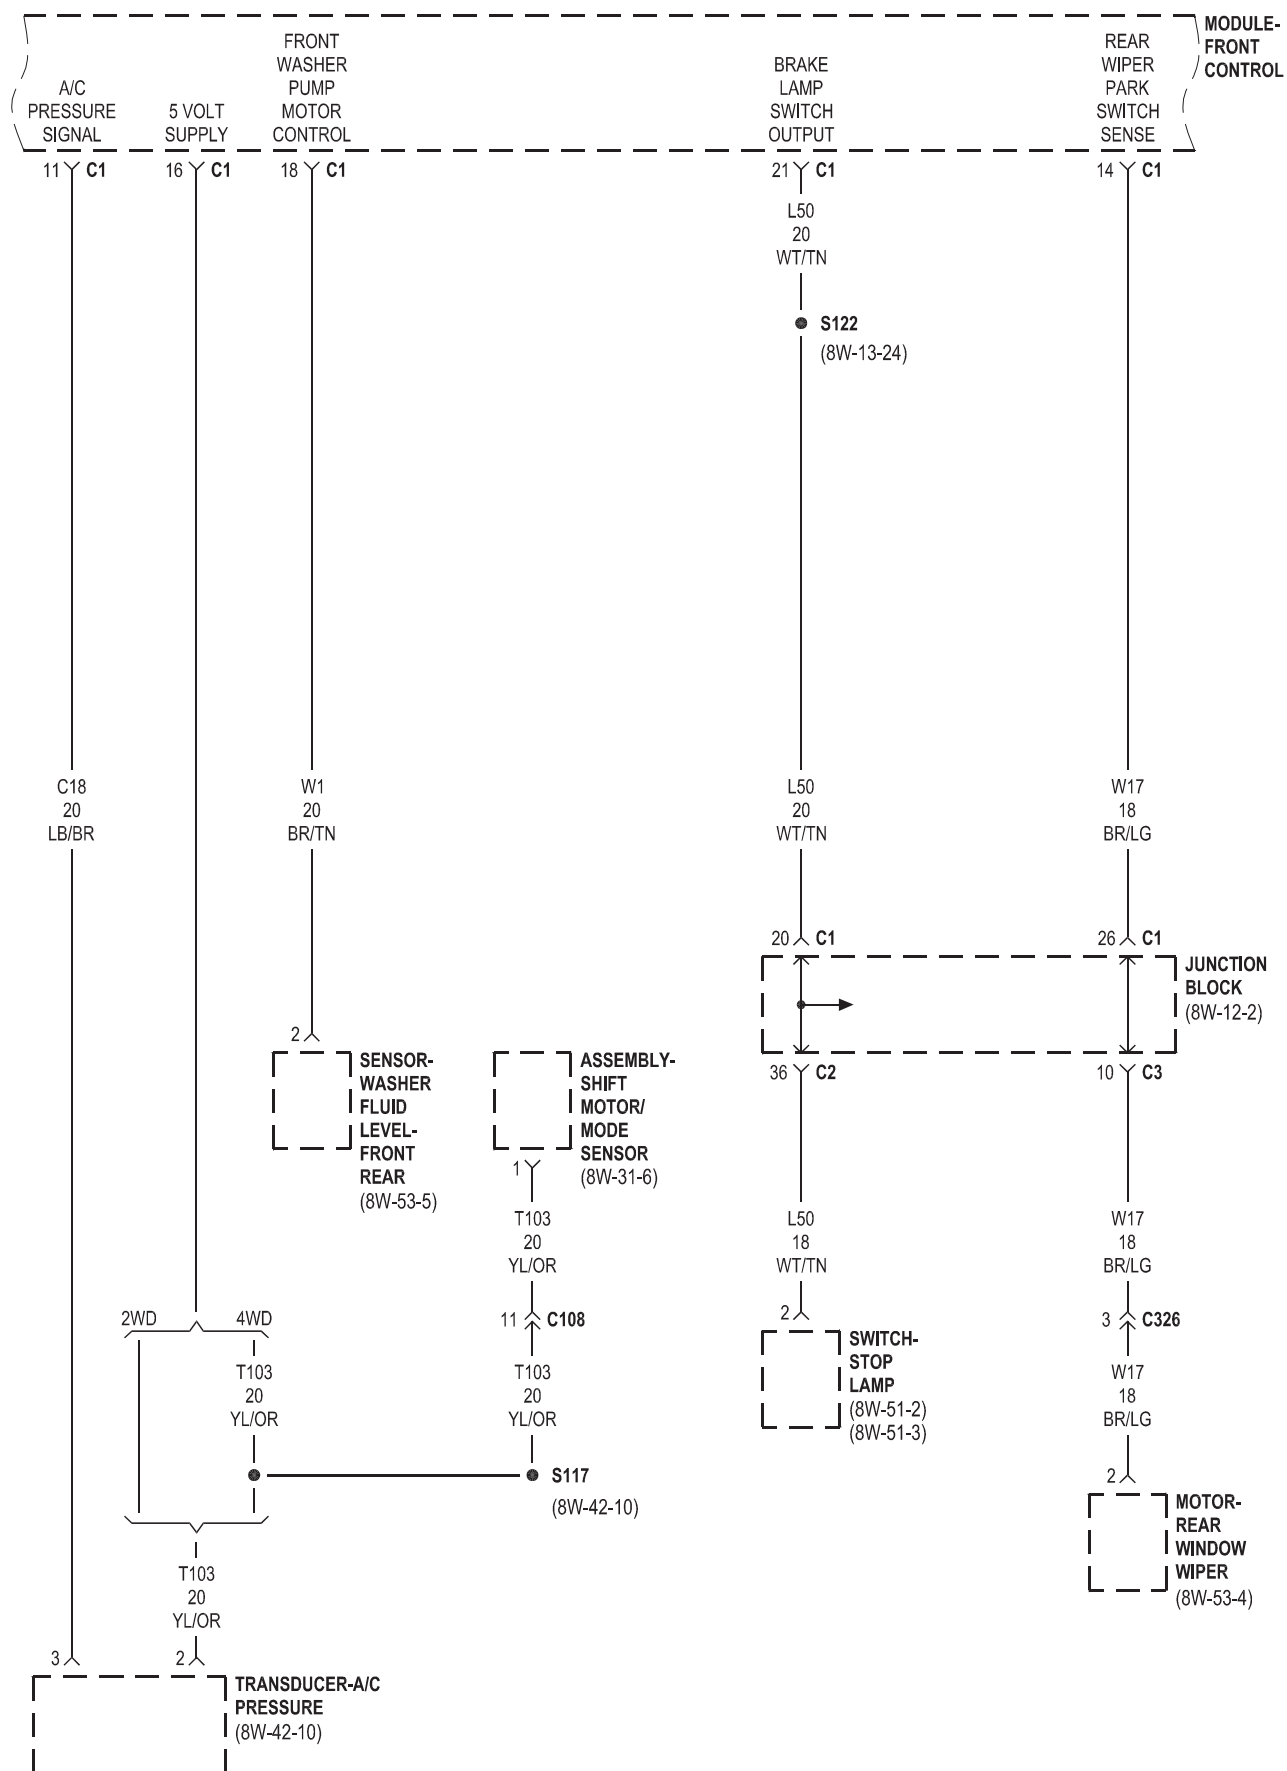 MODULE-
FRONT
CONTROL
A/C
PRESSURE
SIGNAL
5 VOLT
SUPPLY
FRONT
WASHER
PUMP
MOTOR
CONTROL
BRAKE
LAMP
SWITCH
OUTPUT
REAR
WIPER
PARK
SWITCH
SENSE
11 C1
16 C1
18 C1
21 C1
14 C1
L50
20
WT/TN
S122
(8W-13-24)
C18
20
LB/BR
W1
20
BR/TN
L50
20
WT/TN
W17
18
BR/LG
20 C1
26 C1
JUNCTION
BLOCK
(8W-12-2)
36 C2
10 C3
2
SENSOR-
WASHER
FLUID
LEVEL-
FRONT
REAR
(8W-53-5)
ASSEMBLY-
SHIFT
MOTOR/
MODE
SENSOR
(8W-31-6)
1
T103
20
YL/OR
L50
18
WT/TN
W17
18
BR/LG
2WD
4WD
11 C108
2
3 C326
SWITCH-
STOP
LAMP
(8W-51-2)
(8W-51-3)
T103
20
YL/OR
T103
20
YL/OR
W17
18
BR/LG
S117
(8W-42-10)
2
MOTOR-
REAR
WINDOW
WIPER
(8W-53-4)
T103
20
YL/OR
3
2
TRANSDUCER-A/C
PRESSURE
(8W-42-10)